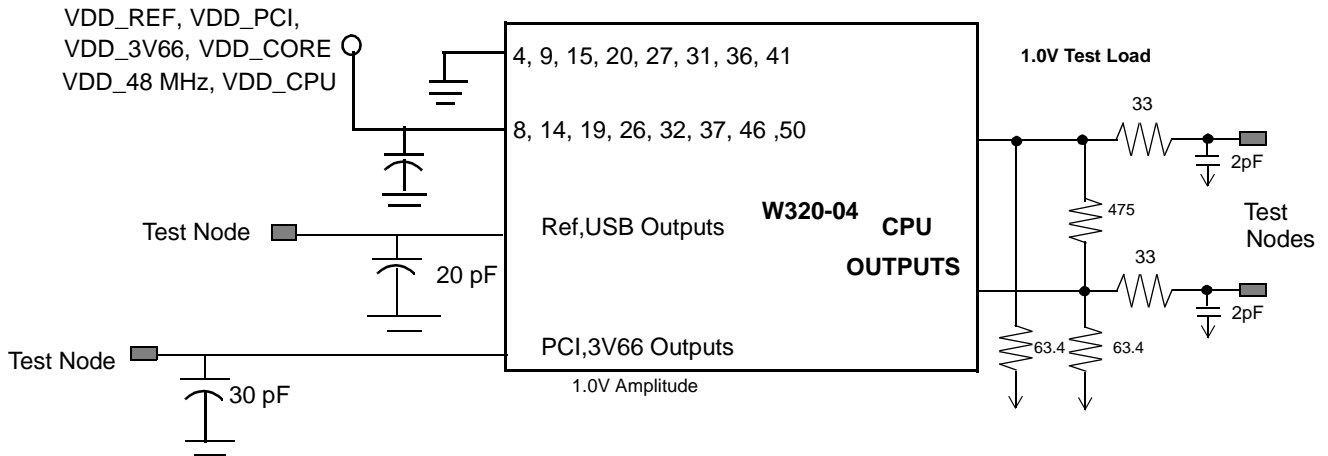 VDD_REF, VDD_PCI,
VDD_3V66, VDD_CORE
VDD_48 MHz, VDD_CPU
4, 9, 15, 20, 27, 31, 36, 41
8, 14, 19, 26, 32, 37, 46 ,50
1.0V Test Load
33
2pF
475
Test
Nodes
33
2pF
63.4
63.4
W320-04
CPU
OUTPUTS
Test Node
Ref,USB Outputs
20 pF
Test Node
PCI,3V66 Outputs
30 pF
1.0V Amplitude